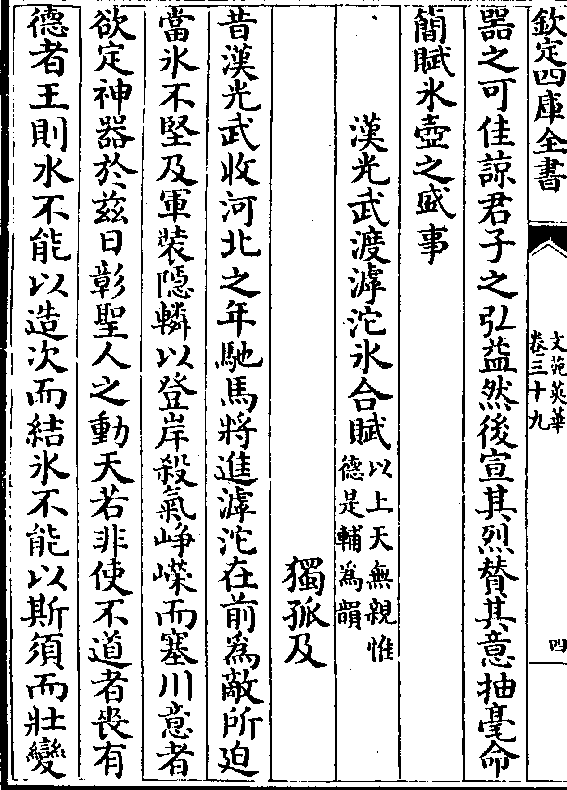 欽定四庫全書
文苑英華
卷三十九
四
器之可佳諒君子之弘益然後宣其烈賛其意抽毫命
簡賦氷壺之盛事
漢光武渡滹沱氷合賦以上天無親惟
德是輔為韻
獨孤及
昔漢光武收河北之年馳馬將進滹沱在前為敵所迫
當氷不堅及軍裝隠轔以登岸殺氣峥嶸而塞川意者
欲定神器於兹日彰聖人之動天若非使不道者喪有
德者王則水不能以造次而結氷不能以斯須而壯變